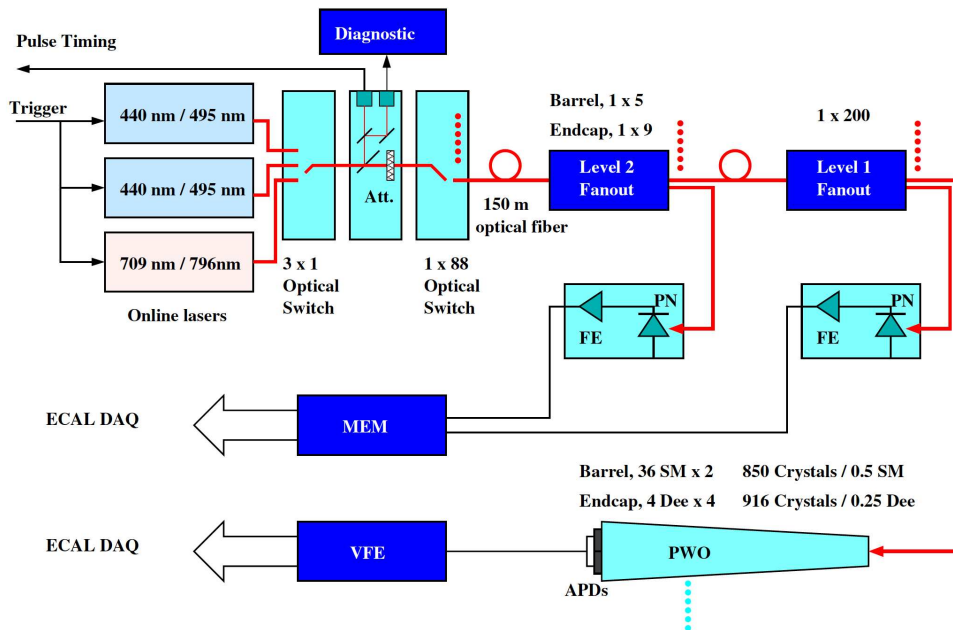 Diagnostic
Pulse Timing
Trigger
440 nm / 495 nm
440 nm / 495 nm
709 nm / 796nm
Online lasers
3 x 1
Optical
Switch
Att.
1 x 88
Optical
Switch
150 m
optical fiber
Barrel, 1 x 5
Endcap, 1 x 9
Level 2
Fanout
1 x 200
Level 1
Fanout
PN
FE
PN
FE
ECAL DAQ
MEM
Barrel, 36 SM x 2
850 Crystals / 0.5 SM
Endcap, 4 Dee x 4
916 Crystals / 0.25 Dee
ECAL DAQ
VFE
PWO
APDs